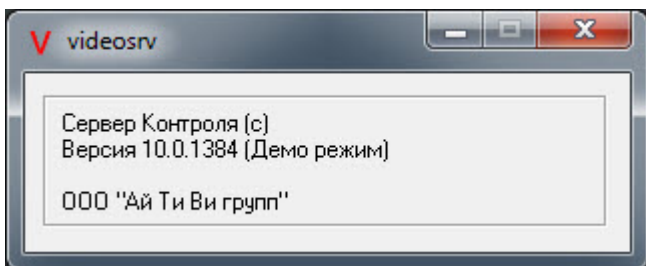 videosrv
Сервер Контроля (c)
Версия 10.0.1384 (Демо режим)
ООО "Ай Ти Ви групп"